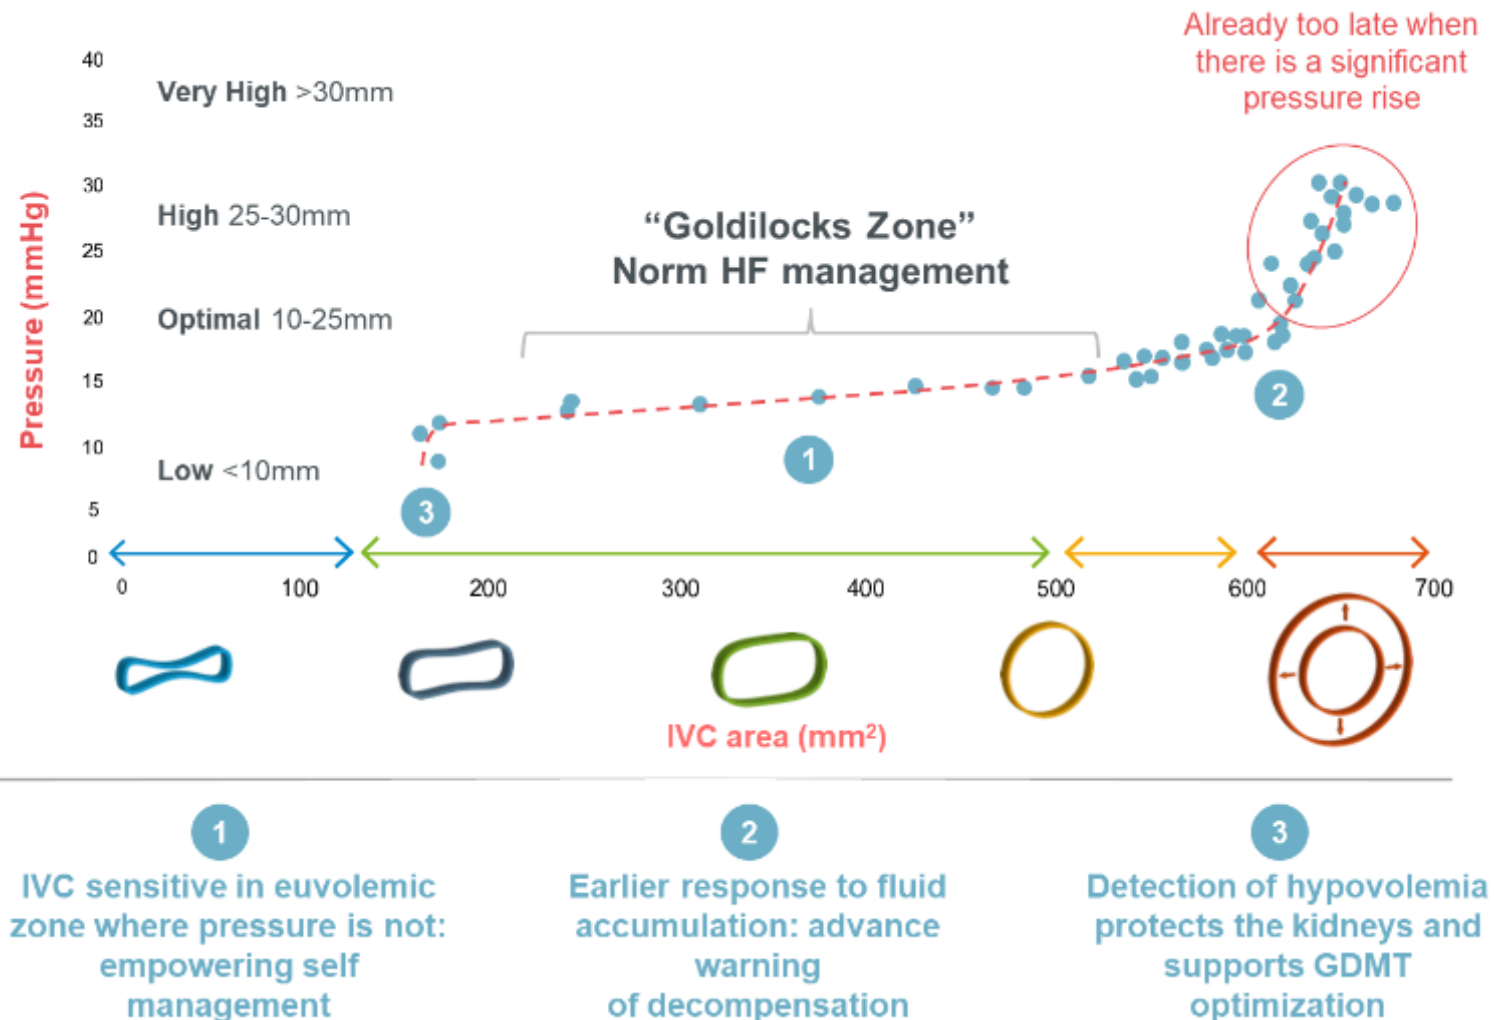 Already too late when
there is a significant
pressure rise
40
35
30
25
20
15
10
5
0
Pressure (mmHg)
Very High >30mm
High 25-30mm
Optimal 10-25mm
Low <10mm
“Goldilocks Zone”
Norm HF management
1
2
3
0 100 200 300 400 500 600 700
IVC area (mm²)
1
IVC sensitive in euvolemic
zone where pressure is not:
empowering self
management
2
Earlier response to fluid
accumulation: advance
warning
of decompensation
3
Detection of hypovolemia
protects the kidneys and
supports GDMT
optimization